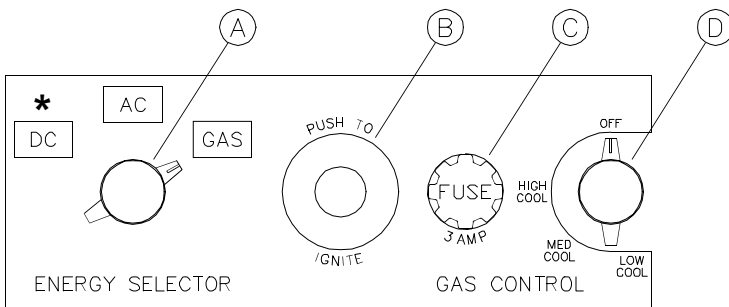 A
B
C
D
*
AC
DC
GAS
PUSH TO
IGNITE
FUSE
3 AMP
OFF
HIGH
COOL
MED
COOL
LOW
COOL
ENERGY SELECTOR
GAS CONTROL